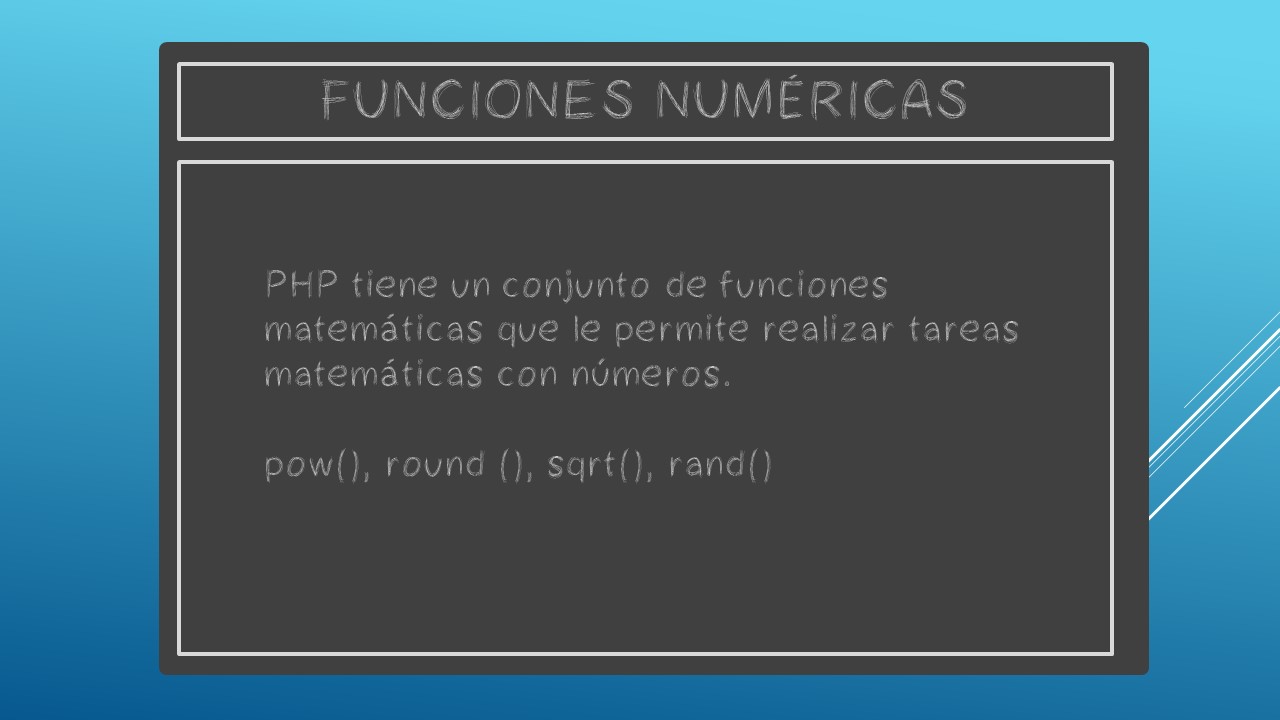 FUNCIONES NUMÉRICAS
PHP tiene un conjunto de funciones
matemáticas que le permite realizar tareas
matemáticas con números.
pow(), round (), sqrt(), rand()